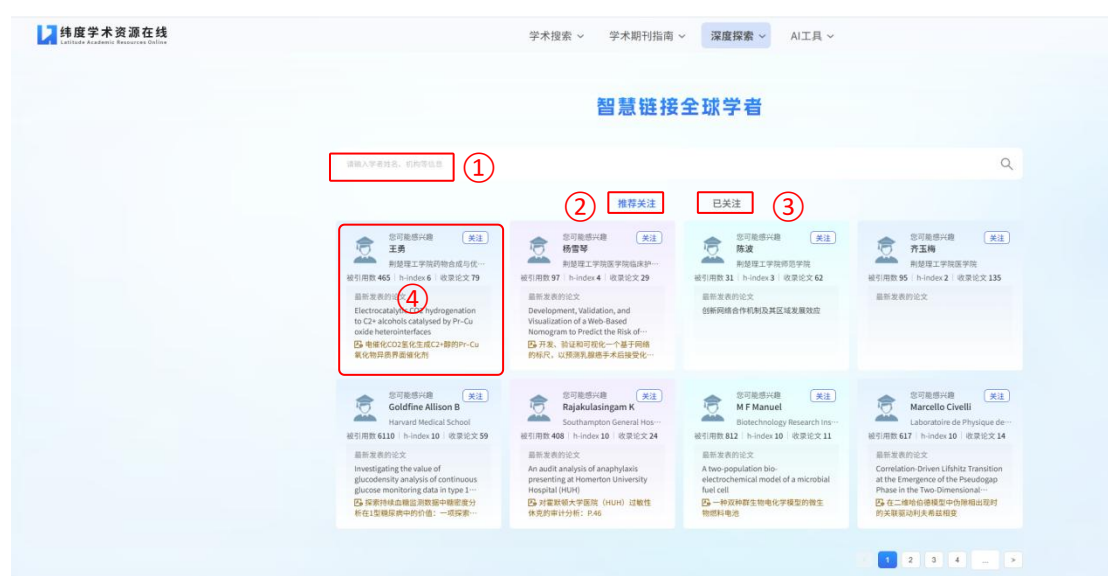 纬度学术资源在线
Latitude Academic Resources Online
学术搜索 学术期刊指南 深度探索 AI工具
智慧链接全球学者
请输入学者姓名、机构等信息
①
② 推荐关注 已关注 ③
您可能感兴趣 关注
王勇
荆楚理工学院药物合成与优…
被引用数 465 h-index 6 收录论文 79
最新发表的论文
④
Electrocatalytic CO2 hydrogenation
to C2+ alcohols catalysed by Pr-Cu
oxide heterointerfaces
电催化CO2氢化生成C2+醇的Pr-Cu
氧化物异质界面催化剂
您可能感兴趣 关注
杨雪琴
荆楚理工学院医学院临床护…
被引用数 97 h-index 4 收录论文 29
最新发表的论文
Development, Validation, and
Visualization of a Web-Based
Nomogram to Predict the Risk of…
开发、验证和可视化一个基于网络
的标尺，以预测乳腺癌手术后接受化…
您可能感兴趣 关注
陈波
荆楚理工学院师范学院
被引用数 31 h-index 3 收录论文 62
最新发表的论文
创新网络合作机制及其区域发展效应
您可能感兴趣 关注
齐玉梅
荆楚理工学院医学院
被引用数 95 h-index 2 收录论文 135
最新发表的论文
您可能感兴趣 关注
Goldfine Allison B
Harvard Medical School
被引用数 6110 h-index 10 收录论文 59
最新发表的论文
Investigating the value of
glucodensity analysis of continuous
glucose monitoring data in type 1…
探索持续血糖监测数据中糖密度分
析在1型糖尿病中的价值：一项探索…
您可能感兴趣 关注
Rajakulasingam K
Southampton General Hos…
被引用数 408 h-index 10 收录论文 24
最新发表的论文
An audit analysis of anaphylaxis
presenting at Homerton University
Hospital (HUH)
对霍默顿大学医院（HUH）过敏性
休克的审计分析：P.46
您可能感兴趣 关注
M F Manuel
Biotechnology Research Ins…
被引用数 812 h-index 10 收录论文 11
最新发表的论文
A two-population bio-
electrochemical model of a microbial
fuel cell
一种双种群生物电化学模型的微生
物燃料电池
您可能感兴趣 关注
Marcello Civelli
Laboratoire de Physique de…
被引用数 617 h-index 10 收录论文 14
最新发表的论文
Correlation-Driven Lifshitz Transition
at the Emergence of the Pseudogap
Phase in the Two-Dimensional…
在二维哈伯德模型中伪隙相出现时
的关联驱动利夫希兹相变
1 2 3 4 … >